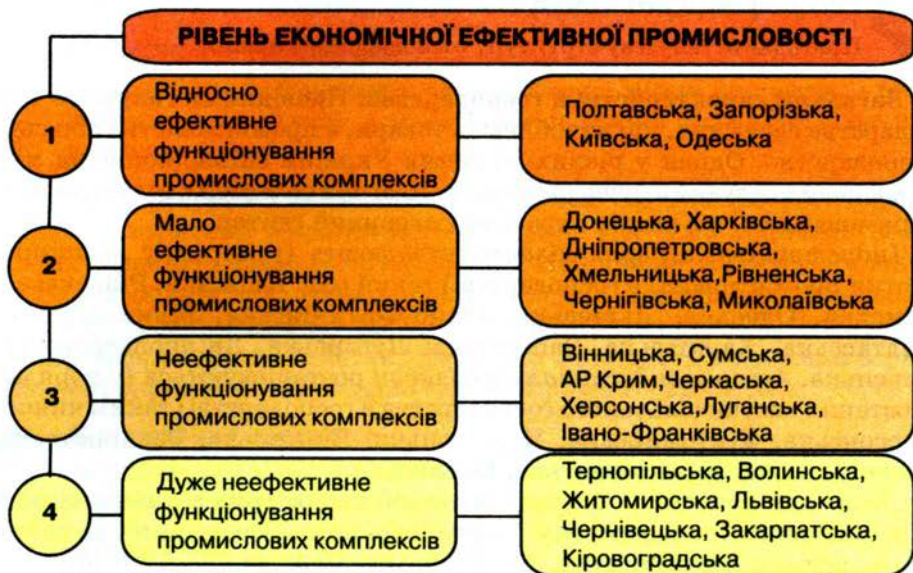 РІВЕНЬ ЕКОНОМІЧНОЇ ЕФЕКТИВНОЇ ПРОМИСЛОВОСТІ
1
Відносно
ефективне
функціонування
промислових комплексів
Полтавська, Запорізька,
Київська, Одеська
2
Мало
ефективне
функціонування
промислових комплексів
Донецька, Харківська,
Дніпропетровська,
Хмельницька,Рівненська,
Чернігівська, Миколаївська
3
Неефективне
функціонування
промислових комплексів
Вінницька, Сумська,
АР Крим,Черкаська,
Херсонська,Луганська,
Івано-Франківська
4
Дуже неефективне
функціонування
промислових комплексів
Тернопільська, Волинська,
Житомирська, Львівська,
Чернівецька, Закарпатська,
Кіровоградська